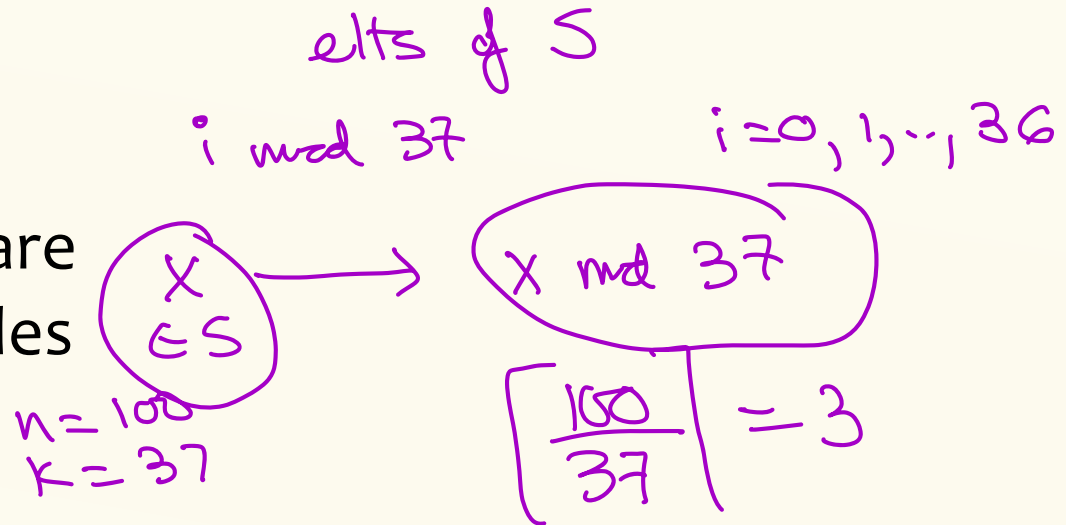 elts of S
i mod 37 i=0, 1, .., 36
are X → x mod 37
les ∈ S
n = 100
k = 37
⌈100/37⌉ = 3